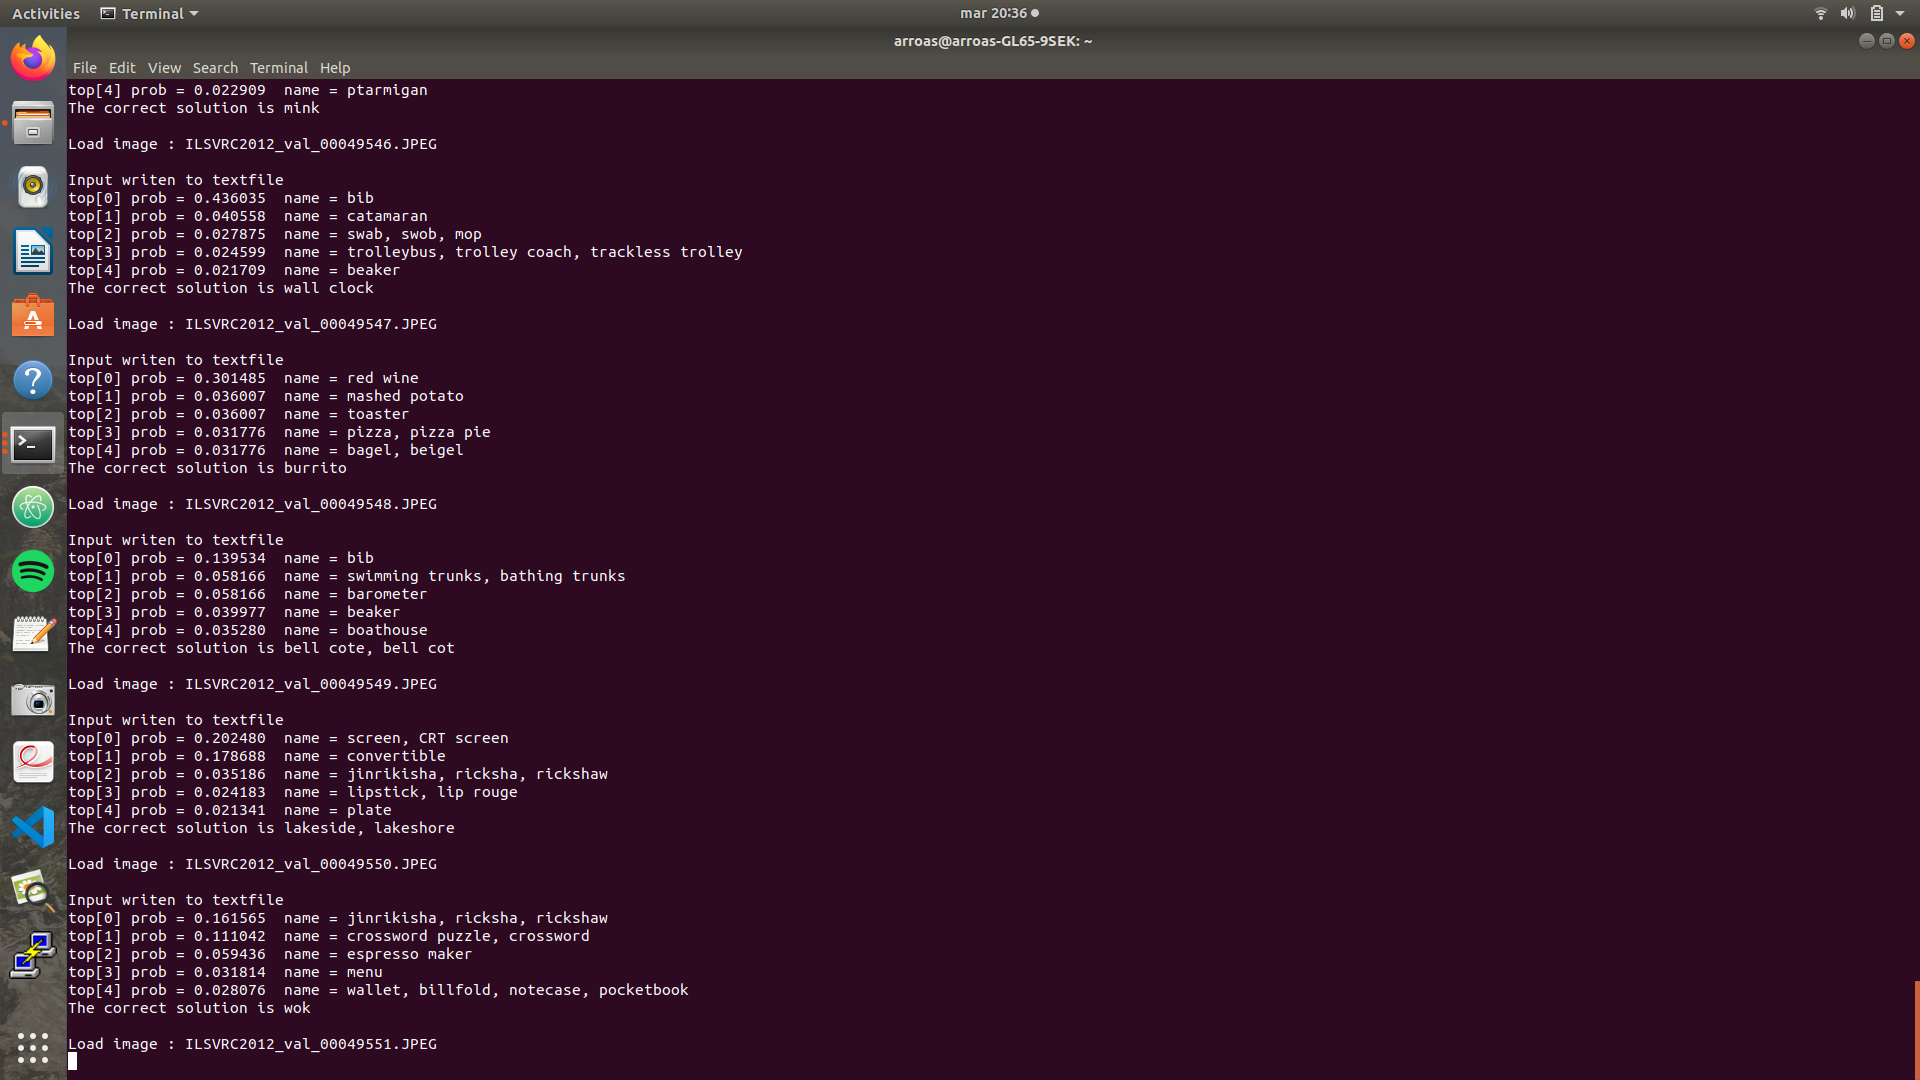 Activities Terminal mar 20:36
arroas@arroas-GL65-9SEK: ~
File Edit View Search Terminal Help
top[4] prob = 0.022909  name = ptarmigan
The correct solution is mink
Load image : ILSVRC2012_val_00049546.JPEG
Input writen to textfile
top[0] prob = 0.436035  name = bib
top[1] prob = 0.040558  name = catamaran
top[2] prob = 0.027875  name = swab, swob, mop
top[3] prob = 0.024599  name = trolleybus, trolley coach, trackless trolley
top[4] prob = 0.021709  name = beaker
The correct solution is wall clock
Load image : ILSVRC2012_val_00049547.JPEG
Input writen to textfile
top[0] prob = 0.301485  name = red wine
top[1] prob = 0.036007  name = mashed potato
top[2] prob = 0.036007  name = toaster
top[3] prob = 0.031776  name = pizza, pizza pie
top[4] prob = 0.031776  name = bagel, beigel
The correct solution is burrito
Load image : ILSVRC2012_val_00049548.JPEG
Input writen to textfile
top[0] prob = 0.139534  name = bib
top[1] prob = 0.058166  name = swimming trunks, bathing trunks
top[2] prob = 0.058166  name = barometer
top[3] prob = 0.039977  name = beaker
top[4] prob = 0.035280  name = boathouse
The correct solution is bell cote, bell cot
Load image : ILSVRC2012_val_00049549.JPEG
Input writen to textfile
top[0] prob = 0.202480  name = screen, CRT screen
top[1] prob = 0.178688  name = convertible
top[2] prob = 0.035186  name = jinrikisha, ricksha, rickshaw
top[3] prob = 0.024183  name = lipstick, lip rouge
top[4] prob = 0.021341  name = plate
The correct solution is lakeside, lakeshore
Load image : ILSVRC2012_val_00049550.JPEG
Input writen to textfile
top[0] prob = 0.161565  name = jinrikisha, ricksha, rickshaw
top[1] prob = 0.111042  name = crossword puzzle, crossword
top[2] prob = 0.059436  name = espresso maker
top[3] prob = 0.031814  name = menu
top[4] prob = 0.028076  name = wallet, billfold, notecase, pocketbook
The correct solution is wok
Load image : ILSVRC2012_val_00049551.JPEG